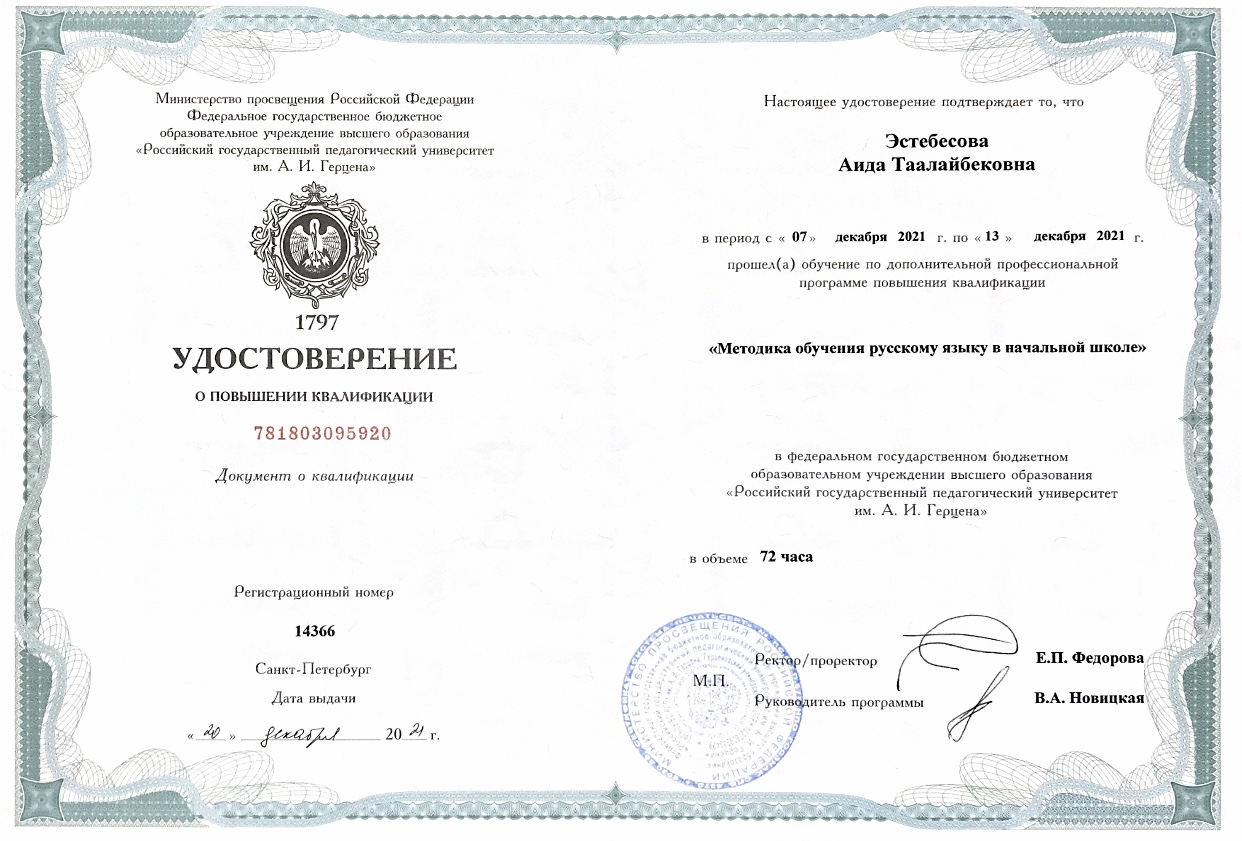 Министерство просвещения Российской Федерации
Федеральное государственное бюджетное
образовательное учреждение высшего образования
«Российский государственный педагогический университет
им. А. И. Герцена»
1797
УДОСТОВЕРЕНИЕ
О ПОВЫШЕНИИ КВАЛИФИКАЦИИ
781803095920
Документ о квалификации
Регистрационный номер
14366
Санкт-Петербург
Дата выдачи
« 20 » декабря 20 21 г.
Настоящее удостоверение подтверждает то, что
Эстебесова
Аида Таалайбековна
в период с « 07 » декабря 2021 г. по « 13 » декабря 2021 г.
прошел(а) обучение по дополнительной профессиональной
программе повышения квалификации
«Методика обучения русскому языку в начальной школе»
в федеральном государственном бюджетном
образовательном учреждении высшего образования
«Российский государственный педагогический университет
им. А. И. Герцена»
в объеме 72 часа
Ректор/проректор Е.П. Федорова
М.П.
Руководитель программы В.А. Новицкая
МИНИСТЕРСТВО ПРОСВЕЩЕНИЯ РОССИЙСКОЙ ФЕДЕРАЦИИ